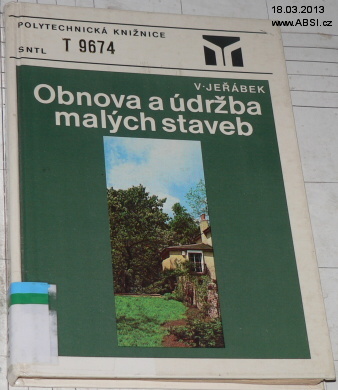 18.03.2013
www.ABSI.cz
POLYTECHNICKÁ KNIŽNICE
SNTL T 9674
V·JEŘÁBEK
Obnova a údržba
malých staveb